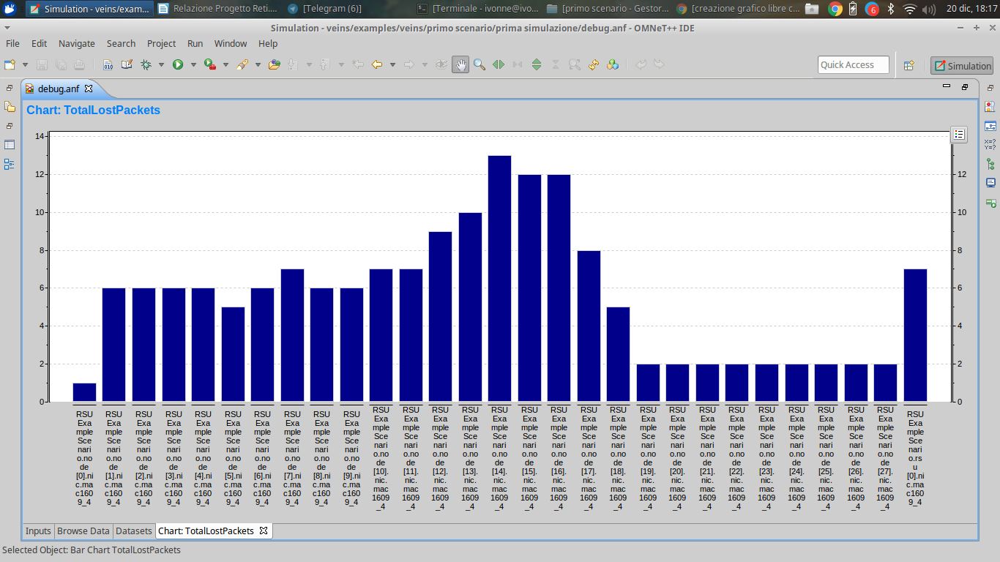 Simulation - veins/exam... Relazione Progetto Reti.... [Telegram (6)] [Terminale - ivonne@ivo... [primo scenario - Gestor... [creazione grafico libre c... 6 20 dic, 18:17
Simulation - veins/examples/veins/primo scenario/prima simulazione/debug.anf - OMNeT++ IDE
File Edit Navigate Search Project Run Window Help
010 Quick Access Simulation
debug.anf
Chart: TotalLostPackets
X=?
Y=?
14
12 12
10 10
8 8
6 6
4 4
2 2
0 0
RSUExampleScenario.node[0].nic.mac1609_4
RSUExampleScenario.node[1].nic.mac1609_4
RSUExampleScenario.node[2].nic.mac1609_4
RSUExampleScenario.node[3].nic.mac1609_4
RSUExampleScenario.node[4].nic.mac1609_4
RSUExampleScenario.node[5].nic.mac1609_4
RSUExampleScenario.node[6].nic.mac1609_4
RSUExampleScenario.node[7].nic.mac1609_4
RSUExampleScenario.node[8].nic.mac1609_4
RSUExampleScenario.node[9].nic.mac1609_4
RSUExampleScenario.node[10].nic.mac1609_4
RSUExampleScenario.node[11].nic.mac1609_4
RSUExampleScenario.node[12].nic.mac1609_4
RSUExampleScenario.node[13].nic.mac1609_4
RSUExampleScenario.node[14].nic.mac1609_4
RSUExampleScenario.node[15].nic.mac1609_4
RSUExampleScenario.node[16].nic.mac1609_4
RSUExampleScenario.node[17].nic.mac1609_4
RSUExampleScenario.node[18].nic.mac1609_4
RSUExampleScenario.node[19].nic.mac1609_4
RSUExampleScenario.node[20].nic.mac1609_4
RSUExampleScenario.node[21].nic.mac1609_4
RSUExampleScenario.node[22].nic.mac1609_4
RSUExampleScenario.node[23].nic.mac1609_4
RSUExampleScenario.node[24].nic.mac1609_4
RSUExampleScenario.node[25].nic.mac1609_4
RSUExampleScenario.node[26].nic.mac1609_4
RSUExampleScenario.node[27].nic.mac1609_4
RSUExampleScenario.rsu[0].nic.mac1609_4
Inputs Browse Data Datasets Chart: TotalLostPackets
Selected Object: Bar Chart TotalLostPackets